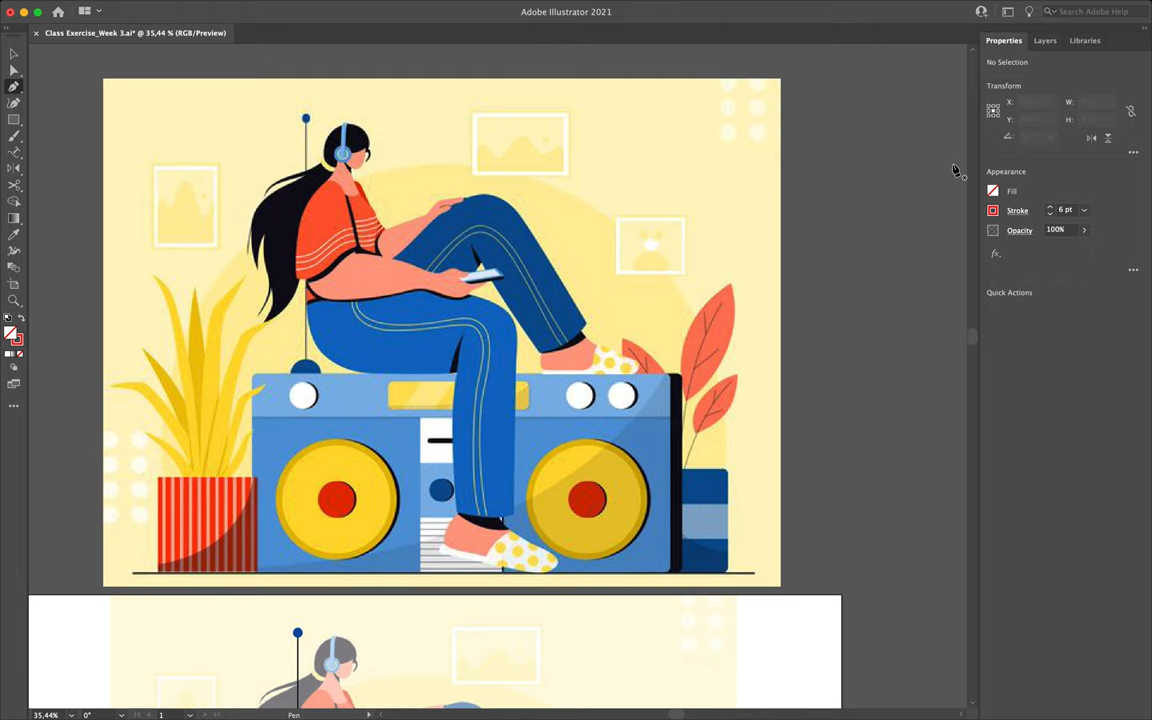 Adobe Illustrator 2021
Search Adobe Help
× Class Exercise_Week 3.ai* @ 35,44 % (RGB/Preview)
Properties Layers Libraries
No Selection
Transform
X: W:
Y: H:
Appearance
Fill
Stroke 6 pt
Opacity 100%
fx.
Quick Actions
35,44% 0° 1 Pen